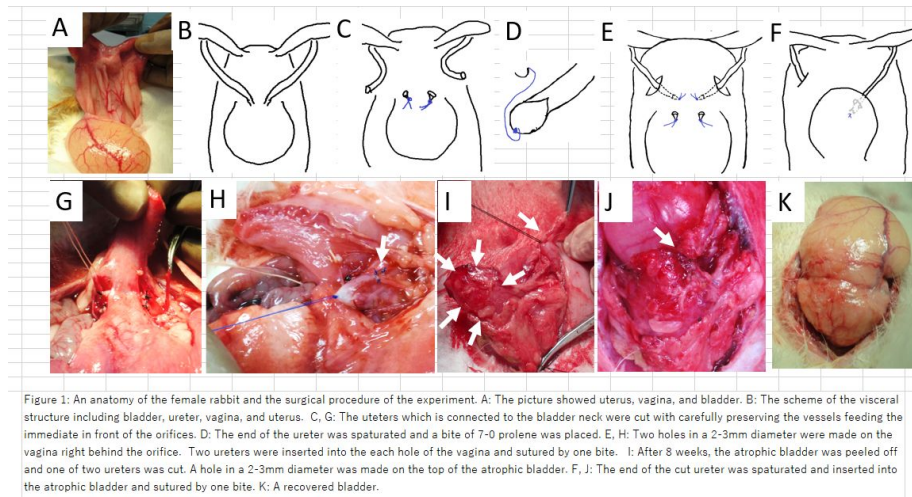 A B C D E F
G H I J K
Figure 1: An anatomy of the female rabbit and the surgical procedure of the experiment. A: The picture showed uterus, vagina, and bladder. B: The scheme of the visceral
structure including bladder, ureter, vagina, and uterus.  C, G: The uteters which is connected to the bladder neck were cut with carefully preserving the vessels feeding the
immediate in front of the orifices. D: The end of the ureter was spaturated and a bite of 7-0 prolene was placed. E, H: Two holes in a 2-3mm diameter were made on the
vagina right behind the orifice.  Two ureters were inserted into the each hole of the vagina and sutured by one bite.   I: After 8 weeks, the atrophic bladder was peeled off
and one of two ureters was cut. A hole in a 2-3mm diameter was made on the top of the atrophic bladder. F, J: The end of the cut ureter was spaturated and inserted into
the atrophic bladder and sutured by one bite. K: A recovered bladder.